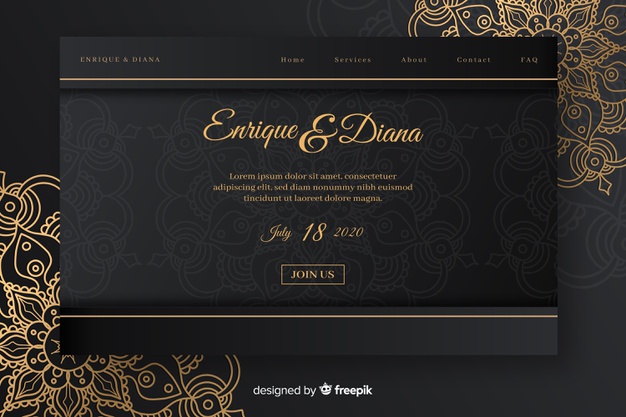 ENRIQUE & DIANA Home Services About Contact FAQ
Enrique & Diana
Lorem ipsum dolor sit amet, consectetuer
adipiscing elit, sed diam nonummy nibh euismod
tincidunt ut laoreet dolore magna.
July 18 2020
JOIN US
designed by freepik